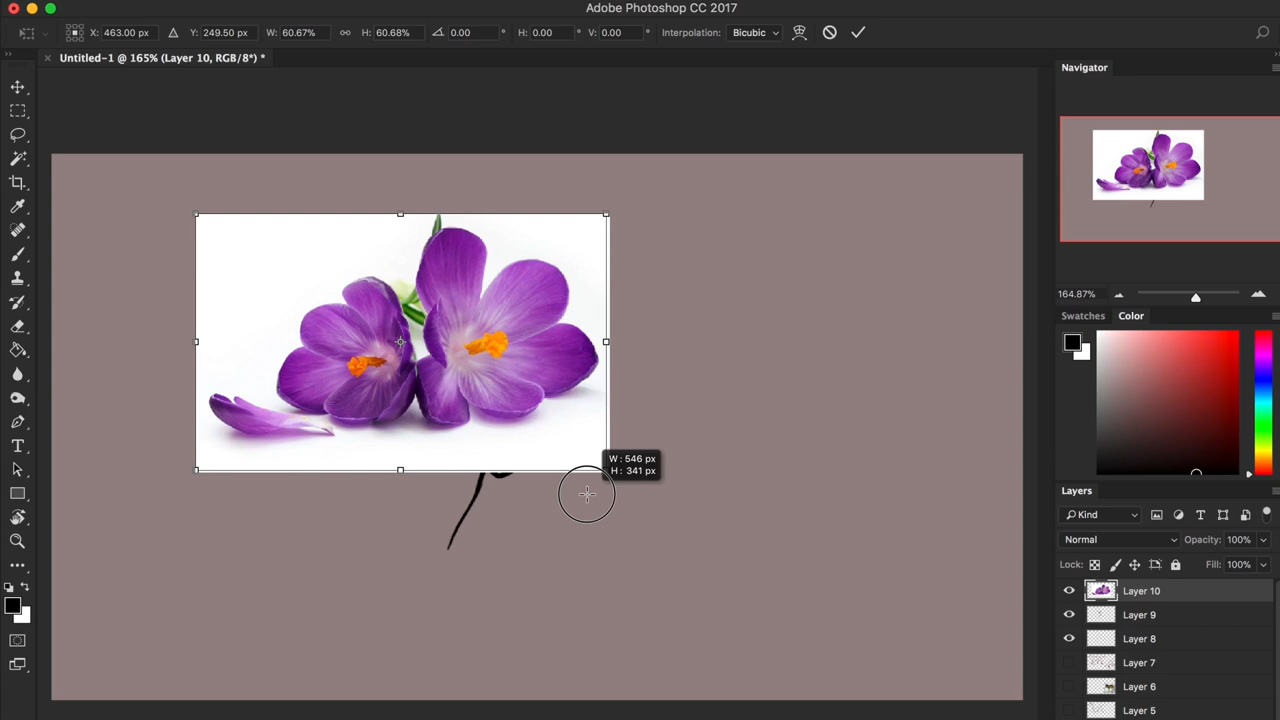 Adobe Photoshop CC 2017
X: 463.00 px Y: 249.50 px W: 60.67% H: 60.68% 0.00 ° H: 0.00 ° V: 0.00 ° Interpolation: Bicubic
Untitled-1 @ 165% (Layer 10, RGB/8*) *
Navigator
164.87%
Swatches Color
W : 546 px
H : 341 px
Layers
Kind
Normal Opacity: 100%
Lock: Fill: 100%
Layer 10
Layer 9
Layer 8
Layer 7
Layer 6
Layer 5